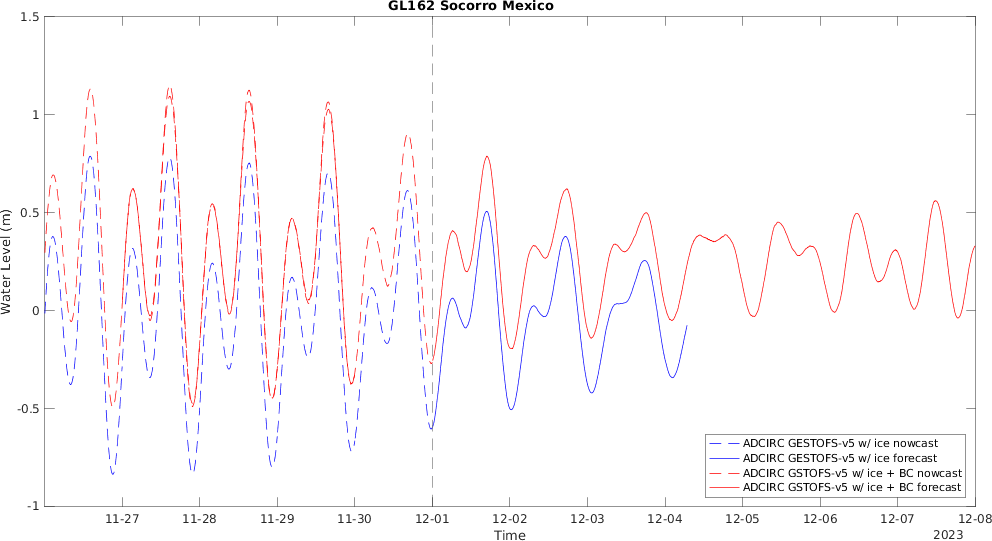 GL162 Socorro Mexico
Water Level (m)
1.5
1
0.5
0
-0.5
-1
11-27 11-28 11-29 11-30 12-01 12-02 12-03 12-04 12-05 12-06 12-07 12-08
Time
2023
ADCIRC GESTOFS-v5 w/ ice nowcast
ADCIRC GESTOFS-v5 w/ ice forecast
ADCIRC GSTOFS-v5 w/ ice + BC nowcast
ADCIRC GSTOFS-v5 w/ ice + BC forecast